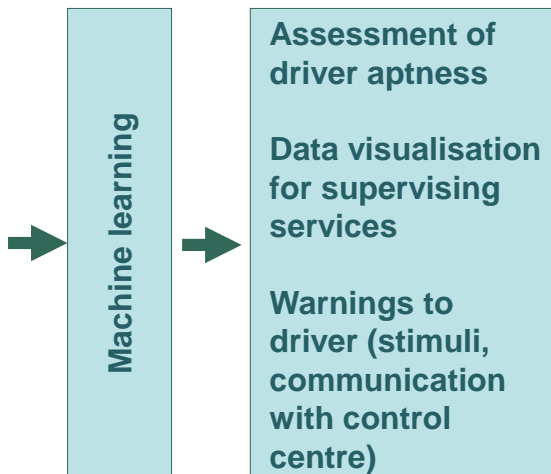 Machine learning
Assessment of
driver aptness
Data visualisation
for supervising
services
Warnings to
driver (stimuli,
communication
with control
centre)